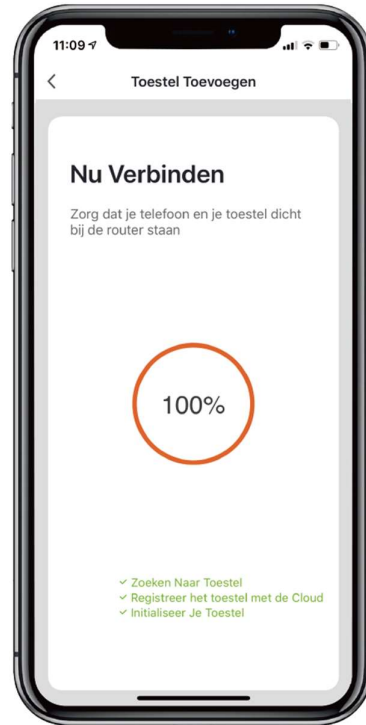 11:09
Toestel Toevoegen
Nu Verbinden
Zorg dat je telefoon en je toestel dicht
bij de router staan
100%
Zoeken Naar Toestel
Registreer het toestel met de Cloud
Initialiseer Je Toestel